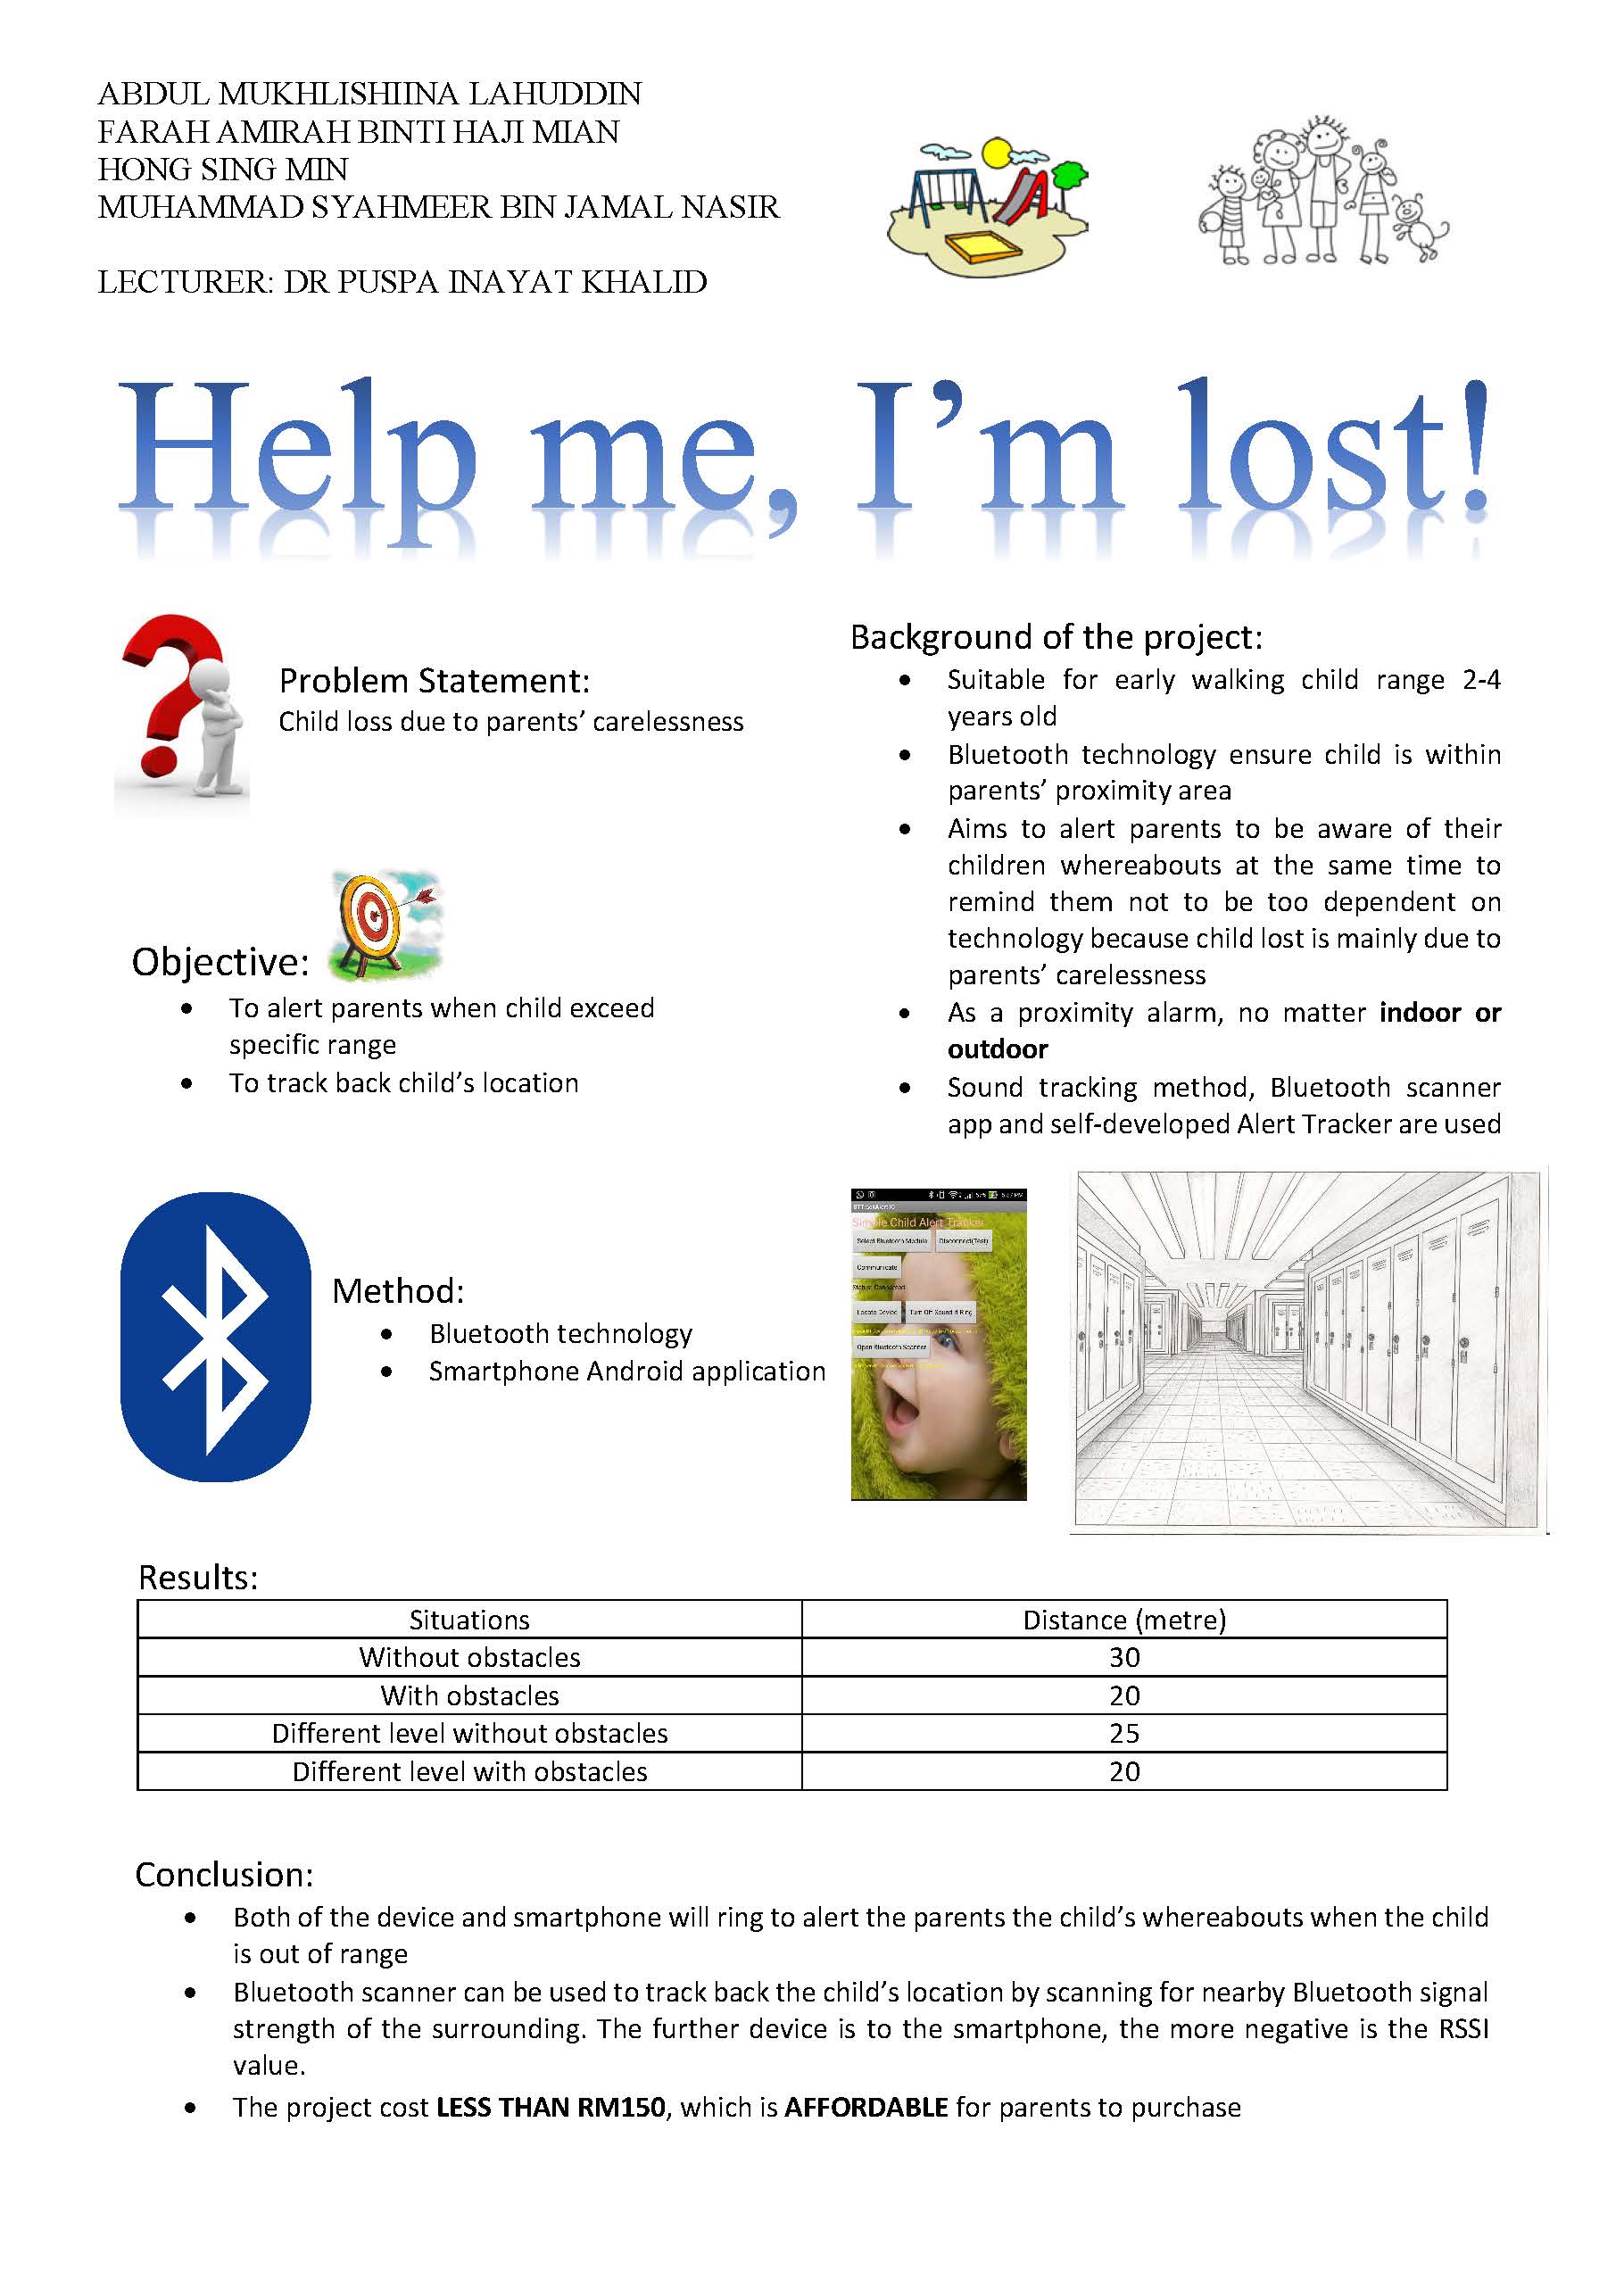 ABDUL MUKHLISHIINA LAHUDDIN
FARAH AMIRAH BINTI HAJI MIAN
HONG SING MIN
MUHAMMAD SYAHMEER BIN JAMAL NASIR
LECTURER: DR PUSPA INAYAT KHALID
Help me, I’m lost!
Problem Statement:
Child loss due to parents’ carelessness
Objective:
• To alert parents when child exceed
specific range
• To track back child’s location
Background of the project:
• Suitable for early walking child range 2-4
years old
• Bluetooth technology ensure child is within
parents’ proximity area
• Aims to alert parents to be aware of their
children whereabouts at the same time to
remind them not to be too dependent on
technology because child lost is mainly due to
parents’ carelessness
• As a proximity alarm, no matter indoor or
outdoor
• Sound tracking method, Bluetooth scanner
app and self-developed Alert Tracker are used
Method:
• Bluetooth technology
• Smartphone Android application
Simple Child Alert Tracker
Select Bluetooth Module Disconnect(Test)
Communicate
Locate Device Turn Off Sound If Ring
Open Bluetooth Scanner
Results:
Situations Distance (metre)
Without obstacles 30
With obstacles 20
Different level without obstacles 25
Different level with obstacles 20
Conclusion:
• Both of the device and smartphone will ring to alert the parents the child’s whereabouts when the child
is out of range
• Bluetooth scanner can be used to track back the child’s location by scanning for nearby Bluetooth signal
strength of the surrounding. The further device is to the smartphone, the more negative is the RSSI
value.
• The project cost LESS THAN RM150, which is AFFORDABLE for parents to purchase